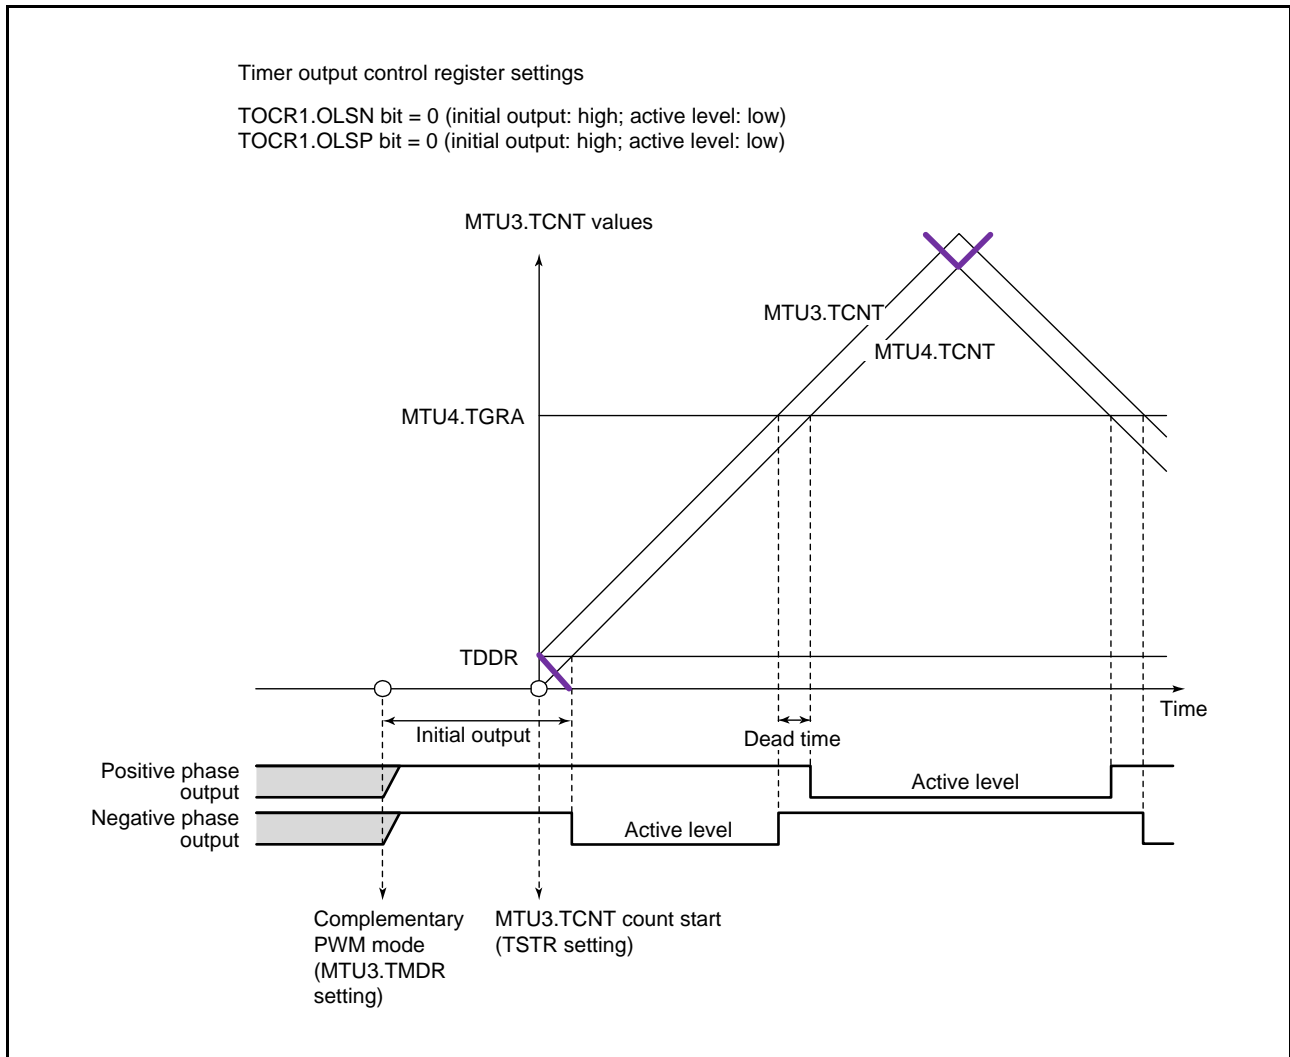 Timer output control register settings
TOCR1.OLSN bit = 0 (initial output: high; active level: low)
TOCR1.OLSP bit = 0 (initial output: high; active level: low)
MTU3.TCNT values
MTU3.TCNT
MTU4.TCNT
MTU4.TGRA
TDDR
Time
Initial output
Dead time
Positive phase
output
Active level
Negative phase
output
Active level
Complementary
PWM mode
(MTU3.TMDR
setting)
MTU3.TCNT count start
(TSTR setting)